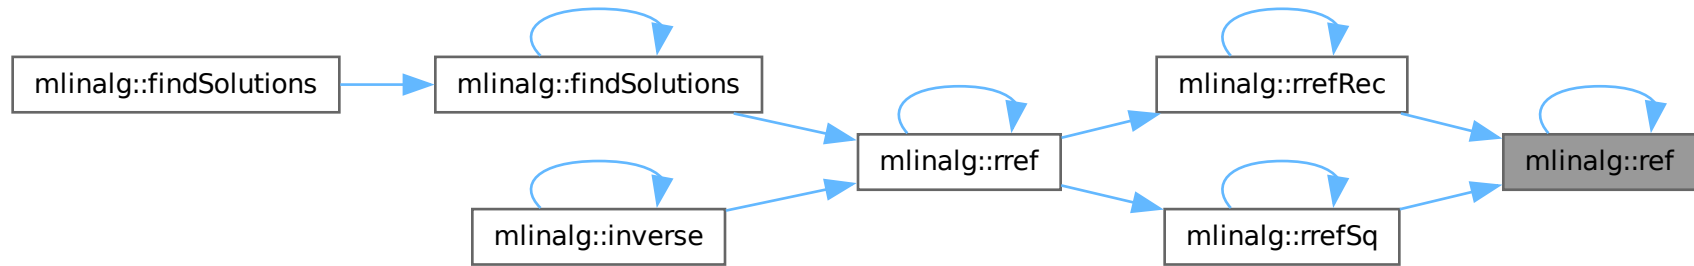 mlinalg::findSolutions
mlinalg::findSolutions
mlinalg::inverse
mlinalg::rref
mlinalg::rrefRec
mlinalg::rrefSq
mlinalg::ref